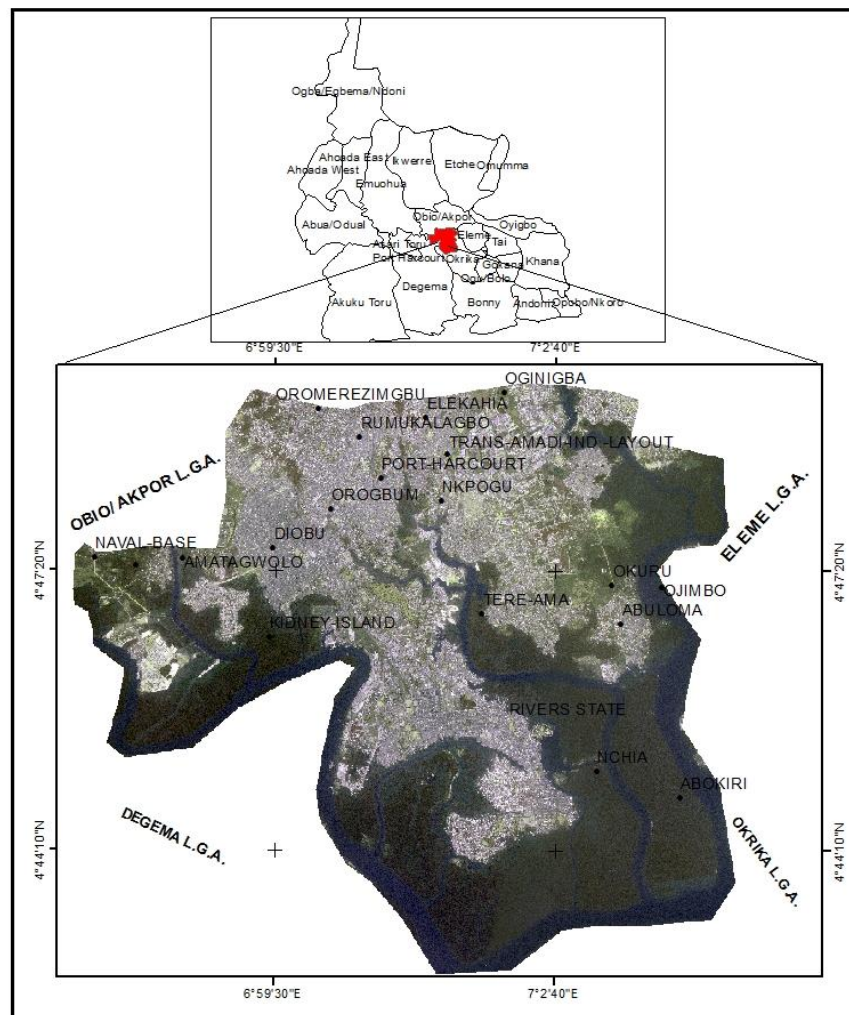 Ogba/Egbema/Ndoni
Ahoada East
Ikwerre
Etche
Omumma
Ahoada West
Emuohua
Abua/Odual
Obio/Akpor
Oyigbo
Eleme
Asari Toru
Tai
Port Harcourt
Okrika
Khana
Gokana
Degema
Ogu/Bolo
Akuku Toru
Bonny
Andoni
Opobo/Nkoro
6°59'30"E
7°2'40"E
OGINIGBA
OROMEREZIMGBU
ELEKAHIA
RUMUKALAGBO
TRANS-AMADI-IND.-LAYOUT
PORT-HARCOURT
NKPOGU
OROGBUM
OBIO/ AKPOR L.G.A.
ELEME L.G.A.
DIOBU
NAVAL-BASE
AMATAGWOLO
4°47'20"N
4°47'20"N
OKURU
OJIMBO
TERE-AMA
ABULOMA
KIDNEY-ISLAND
RIVERS STATE
NCHIA
ABOKIRI
DEGEMA L.G.A.
OKRIKA L.G.A.
4°44'10"N
4°44'10"N
6°59'30"E
7°2'40"E